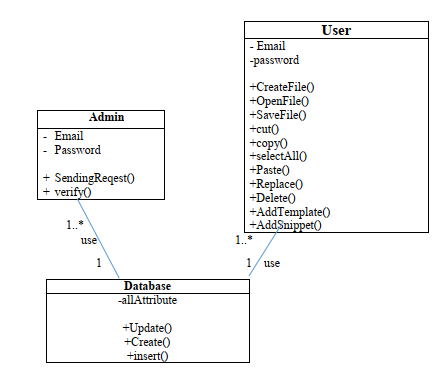 User
- Email
-password
+CreateFile()
+OpenFile()
+SaveFile()
+cut()
+copy()
+selectAll()
+Paste()
+Replace()
+Delete()
+AddTemplate()
+AddSnippet()
Admin
- Email
- Password
+ SendingReqest()
+ verify()
1..*
use
1
1..*
1 use
Database
-allAttribute
+Update()
+Create()
+insert()